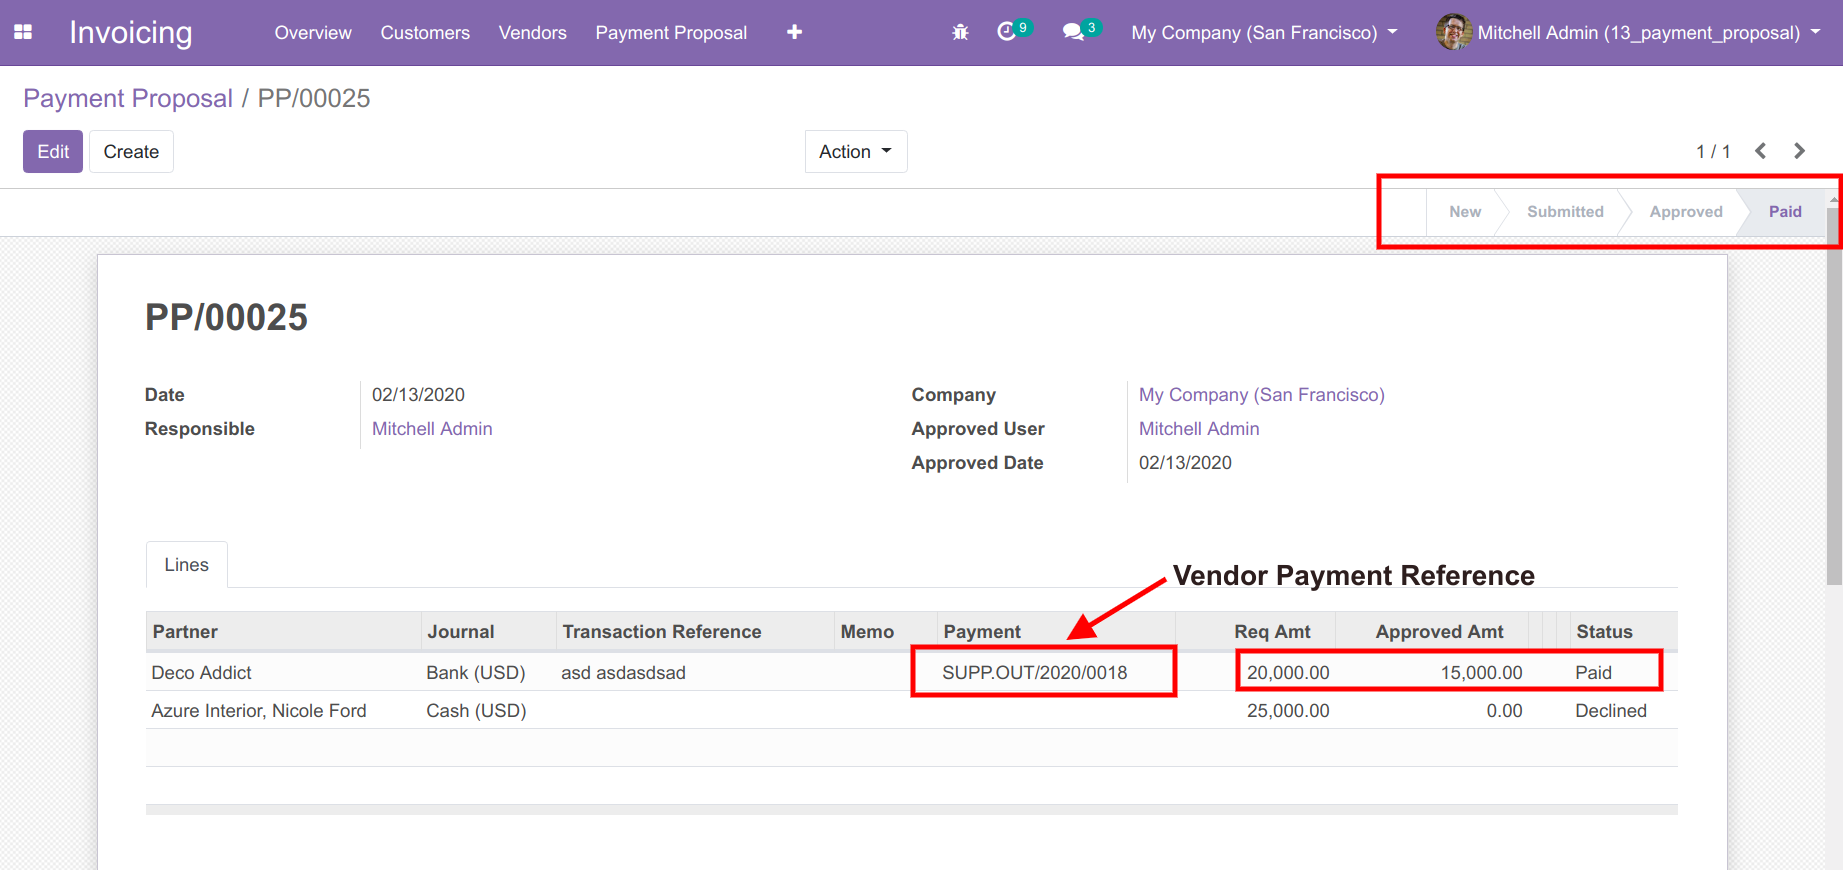 Invoicing Overview Customers Vendors Payment Proposal 9 3 My Company (San Francisco) Mitchell Admin (13_payment_proposal)
Payment Proposal / PP/00025
Edit Create Action 1 / 1
New Submitted Approved Paid
PP/00025
Date 02/13/2020 Company My Company (San Francisco)
Responsible Mitchell Admin Approved User Mitchell Admin
Approved Date 02/13/2020
Lines
Vendor Payment Reference
Partner Journal Transaction Reference Memo Payment Req Amt Approved Amt Status
Deco Addict Bank (USD) asd asdasdsad SUPP.OUT/2020/0018 20,000.00 15,000.00 Paid
Azure Interior, Nicole Ford Cash (USD) 25,000.00 0.00 Declined